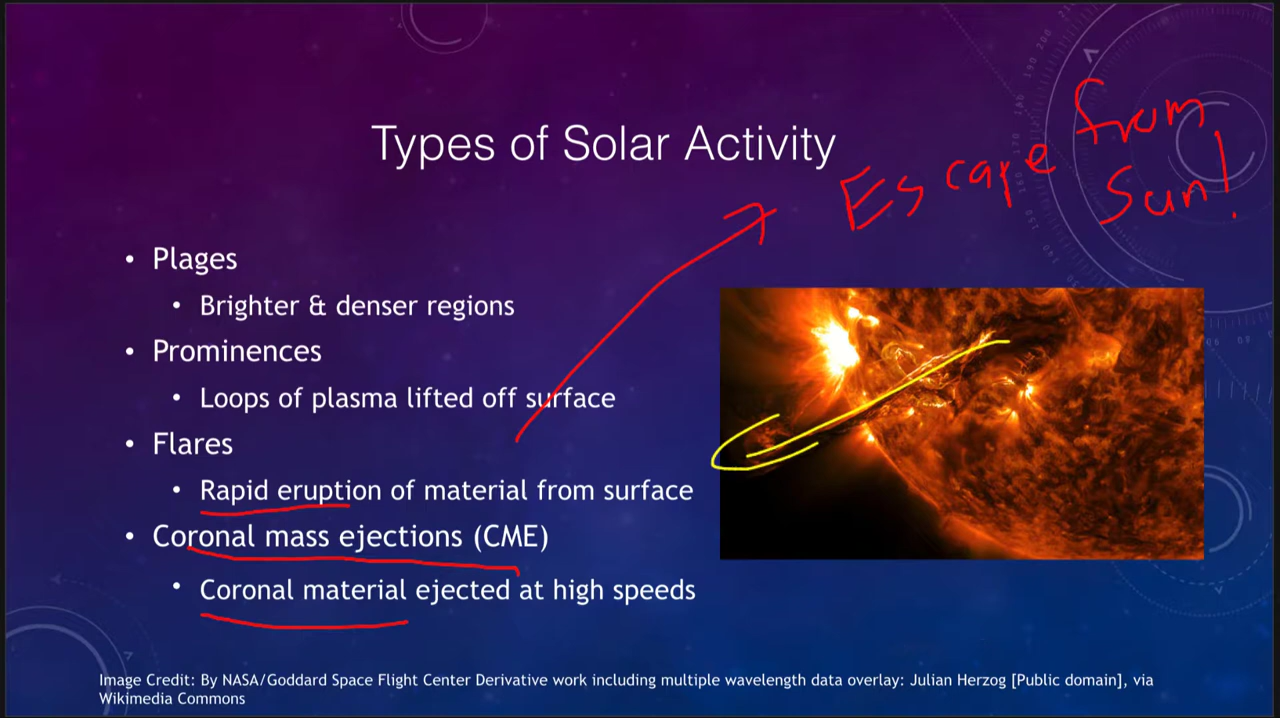 Types of Solar Activity
Escape from
Sun!
• Plages
• Brighter & denser regions
• Prominences
• Loops of plasma lifted off surface
• Flares
• Rapid eruption of material from surface
• Coronal mass ejections (CME)
• Coronal material ejected at high speeds
Image Credit: By NASA/Goddard Space Flight Center Derivative work including multiple wavelength data overlay: Julian Herzog [Public domain], via
Wikimedia Commons